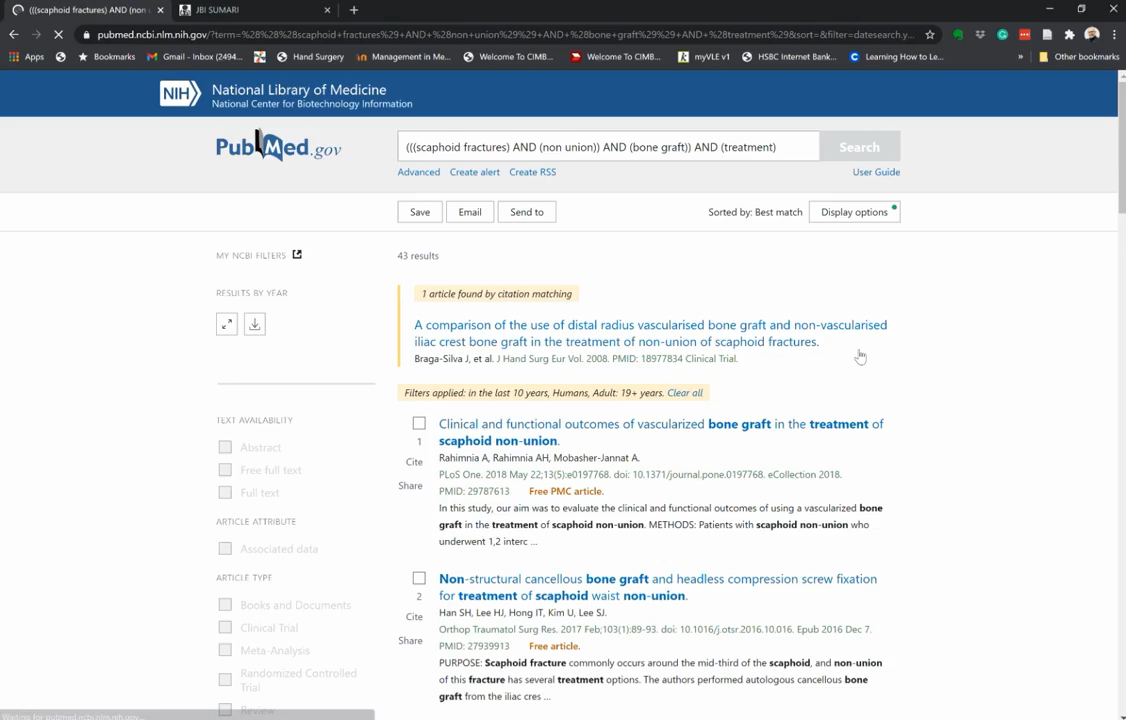 (((scaphoid fractures) AND (non u
JBI SUMARI
pubmed.ncbi.nlm.nih.gov/?term=%28%28%28scaphoid+fractures%29+AND+%28non+union%29%29+AND+%28bone+graft%29%29+AND+%28treatment%29&sort=&filter=datesearch.y...
Apps
Bookmarks
Gmail - Inbox (2494...
Hand Surgery
Management in Me...
Welcome To CIMB...
Welcome To CIMB...
myVLE v1
HSBC Internet Bank...
Learning How to Le...
»
Other bookmarks
NIH
National Library of Medicine
National Center for Biotechnology Information
PubMed.gov
(((scaphoid fractures) AND (non union)) AND (bone graft)) AND (treatment)
Search
Advanced
Create alert
Create RSS
User Guide
Save
Email
Send to
Sorted by: Best match
Display options
MY NCBI FILTERS
43 results
RESULTS BY YEAR
1 article found by citation matching
A comparison of the use of distal radius vascularised bone graft and non-vascularised
iliac crest bone graft in the treatment of non-union of scaphoid fractures.
Braga-Silva J, et al. J Hand Surg Eur Vol. 2008. PMID: 18977834 Clinical Trial.
Filters applied: in the last 10 years, Humans, Adult: 19+ years. Clear all
TEXT AVAILABILITY
Abstract
Free full text
Full text
ARTICLE ATTRIBUTE
Associated data
ARTICLE TYPE
Books and Documents
Clinical Trial
Meta-Analysis
Randomized Controlled
Trial
Review
1
Cite
Share
Clinical and functional outcomes of vascularized bone graft in the treatment of
scaphoid non-union.
Rahimnia A, Rahimnia AH, Mobasher-Jannat A.
PLoS One. 2018 May 22;13(5):e0197768. doi: 10.1371/journal.pone.0197768. eCollection 2018.
PMID: 29787613 Free PMC article.
In this study, our aim was to evaluate the clinical and functional outcomes of using a vascularized bone
graft in the treatment of scaphoid non-union. METHODS: Patients with scaphoid non-union who
underwent 1,2 interc ...
2
Cite
Share
Non-structural cancellous bone graft and headless compression screw fixation
for treatment of scaphoid waist non-union.
Han SH, Lee HJ, Hong IT, Kim U, Lee SJ.
Orthop Traumatol Surg Res. 2017 Feb;103(1):89-93. doi: 10.1016/j.otsr.2016.10.016. Epub 2016 Dec 7.
PMID: 27939913 Free article.
PURPOSE: Scaphoid fracture commonly occurs around the mid-third of the scaphoid, and non-union
of this fracture has several treatment options. The authors performed autologous cancellous bone
graft from the iliac cres ...
Waiting for pubmed.ncbi.nlm.nih.gov...